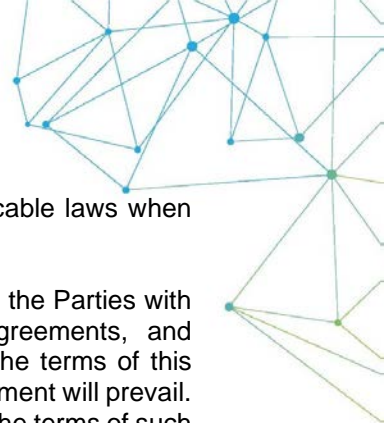 cable laws when
the Parties with
greements, and
he terms of this
ment will prevail.
he terms of such